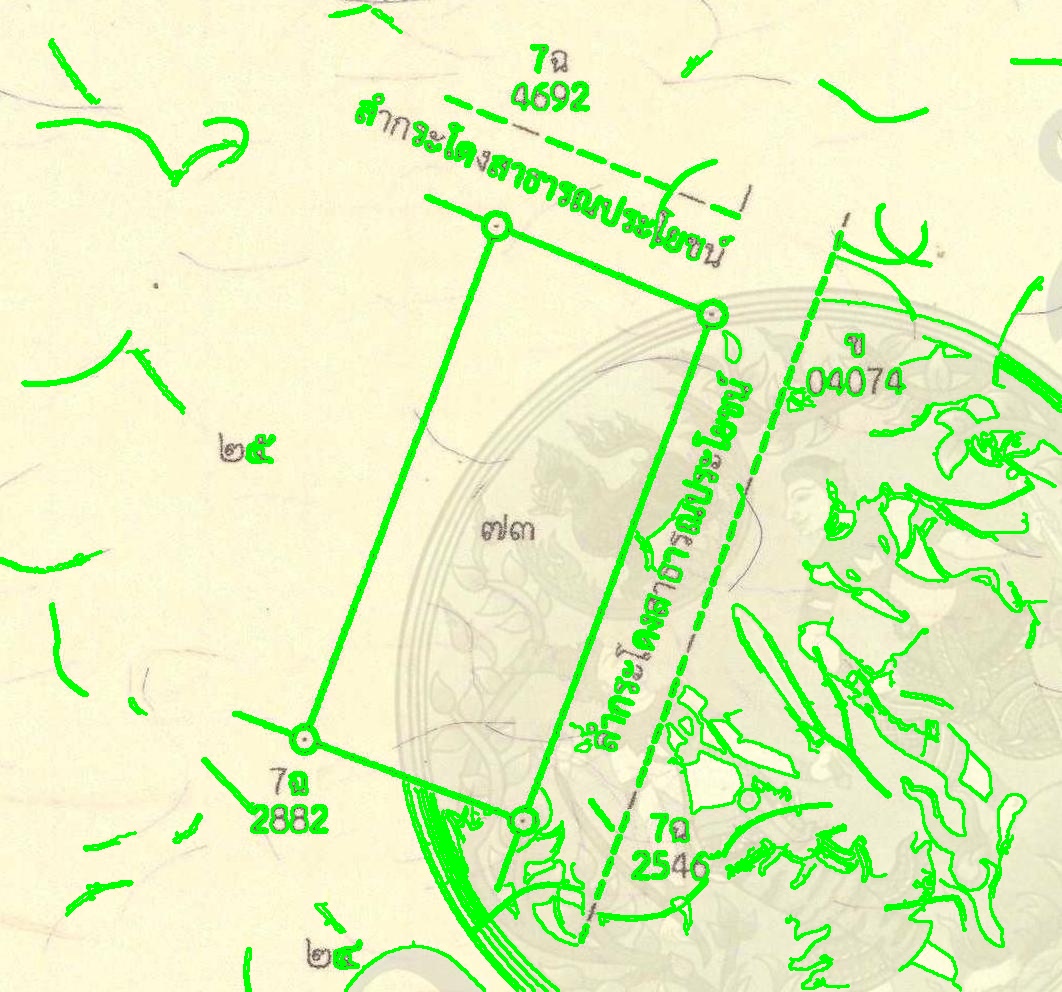 7ฉ
4692
ลำกระโดงสาธารณประโยชน์
ข
04074
๒๕
๗๓
ลำกระโดงสาธารณประโยชน์
7ฉ
2882
7ฉ
2546
๒๔